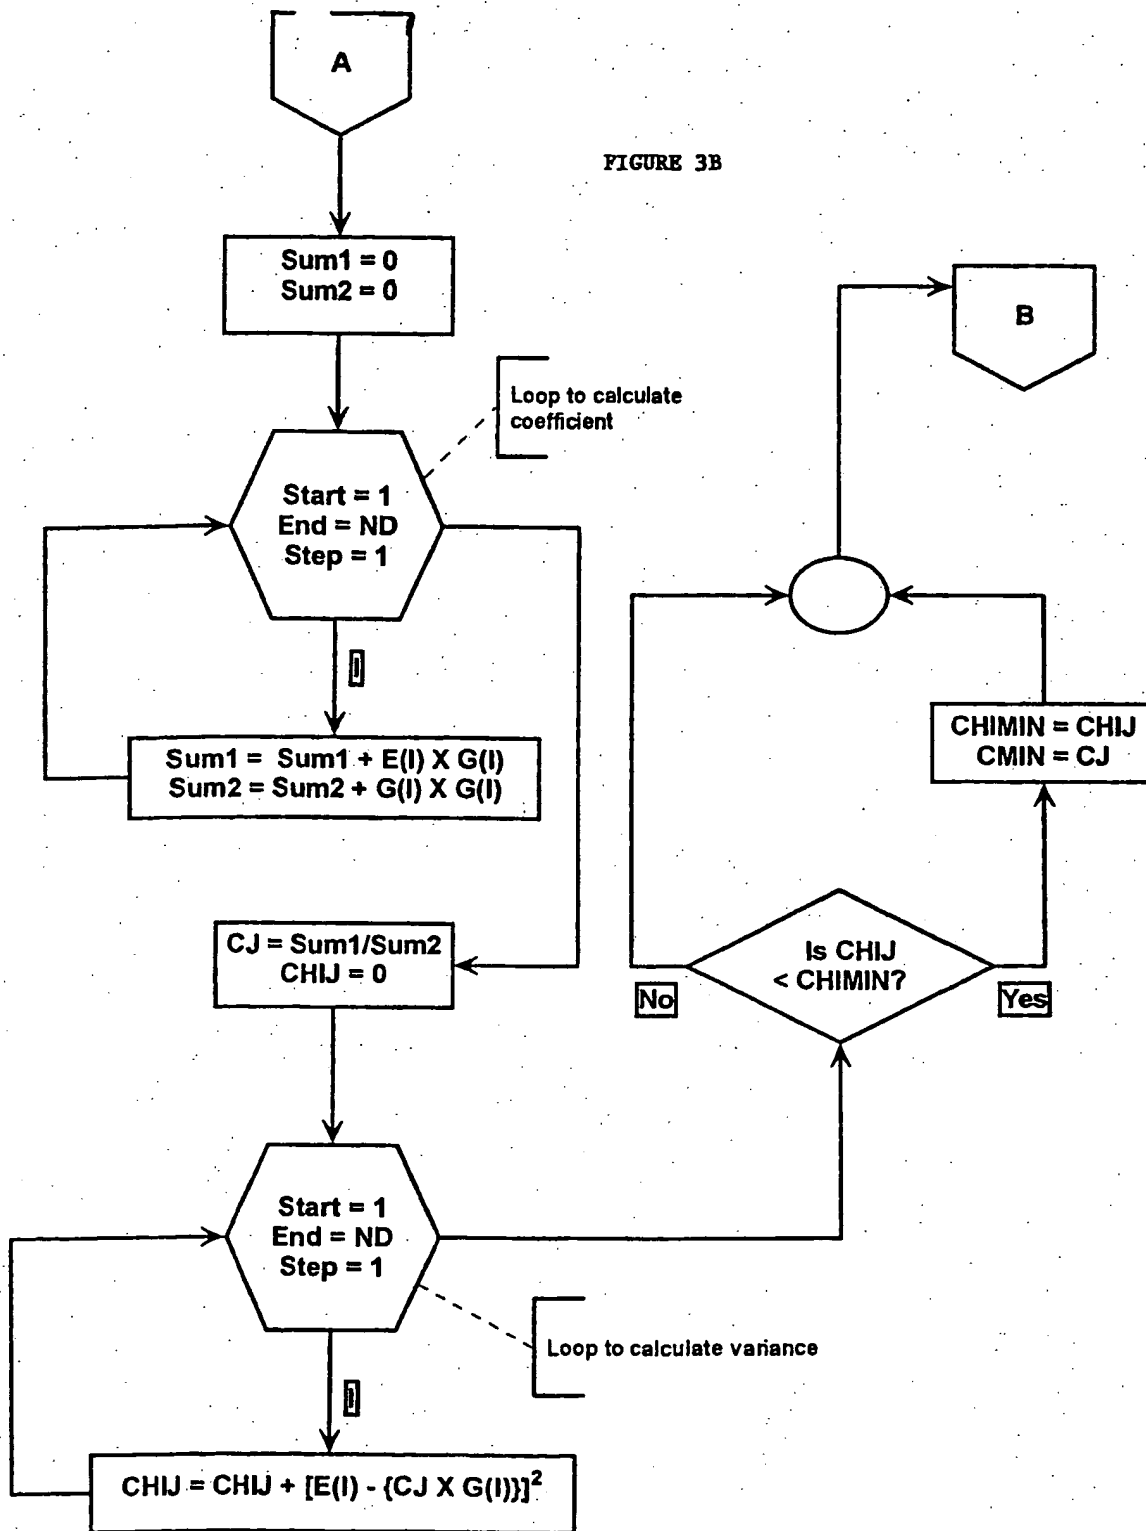 A
FIGURE 3B
Sum1 = 0
Sum2 = 0
Loop to calculate
coefficient
Start = 1
End = ND
Step = 1
I
Sum1 = Sum1 + E(I) X G(I)
Sum2 = Sum2 + G(I) X G(I)
CJ = Sum1/Sum2
CHIJ = 0
Start = 1
End = ND
Step = 1
Loop to calculate variance
I
CHIJ = CHIJ + [E(I) - {CJ X G(I)}]²
Is CHIJ
< CHIMIN?
No
Yes
CHIMIN = CHIJ
CMIN = CJ
B